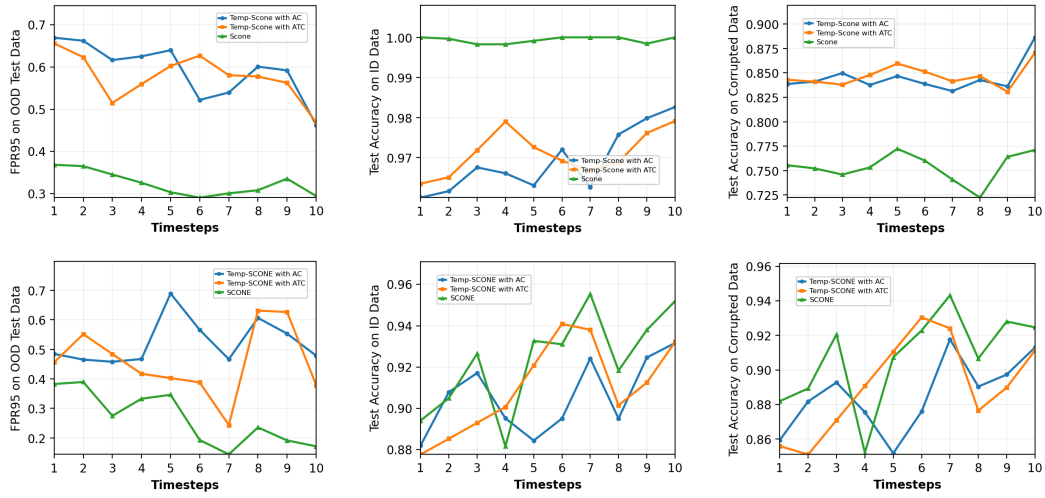 FPR95 on OOD Test Data
0.7
0.6
0.5
0.4
0.3
1 2 3 4 5 6 7 8 9 10
Timesteps
Temp-Scone with AC
Temp-Scone with ATC
Scone
Test Accuracy on ID Data
1.00
0.99
0.98
0.97
1 2 3 4 5 6 7 8 9 10
Timesteps
Temp-Scone with AC
Temp-Scone with ATC
Scone
Test Accuracy on Corrupted Data
0.900
0.875
0.850
0.825
0.800
0.775
0.750
0.725
1 2 3 4 5 6 7 8 9 10
Timesteps
Temp-Scone with AC
Temp-Scone with ATC
Scone
FPR95 on OOD Test Data
0.7
0.6
0.5
0.4
0.3
0.2
1 2 3 4 5 6 7 8 9 10
Timesteps
Temp-SCONE with AC
Temp-SCONE with ATC
SCONE
Test Accuracy on ID Data
0.96
0.94
0.92
0.90
0.88
1 2 3 4 5 6 7 8 9 10
Timesteps
Temp-SCONE with AC
Temp-SCONE with ATC
SCONE
Test Accuracy on Corrupted Data
0.96
0.94
0.92
0.90
0.88
0.86
1 2 3 4 5 6 7 8 9 10
Timesteps
Temp-SCONE with AC
Temp-SCONE with ATC
SCONE